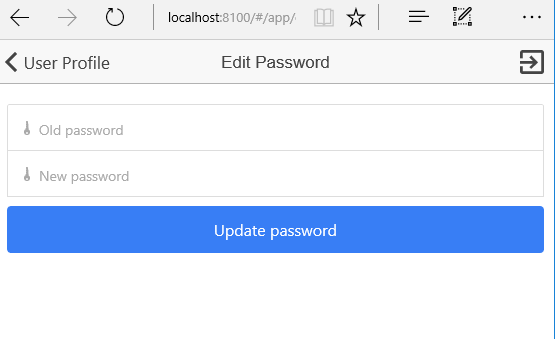 localhost:8100/#/app/
User Profile
Edit Password
Old password
New password
Update password